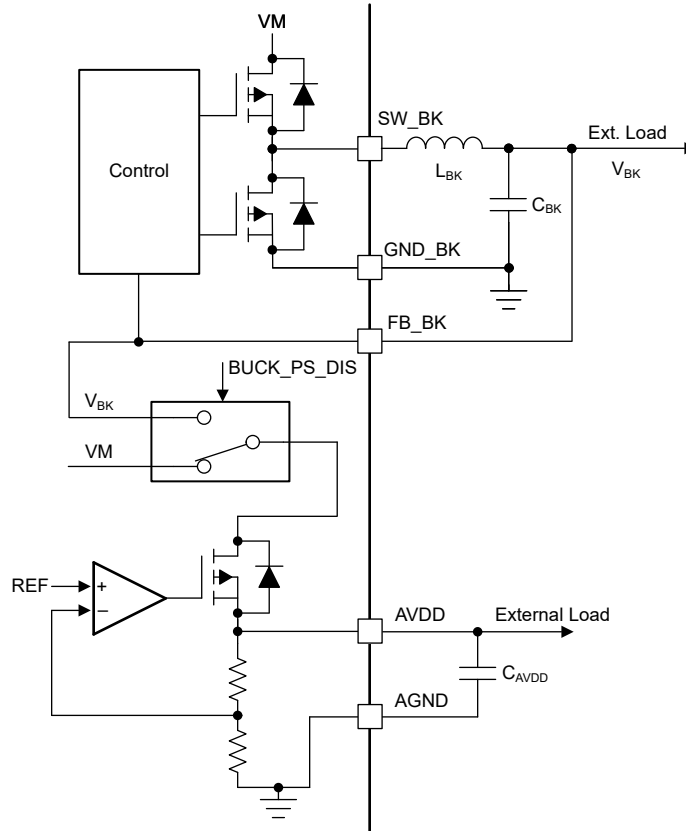 VM
SW_BK
Ext. Load
Control
L_BK
V_BK
C_BK
GND_BK
FB_BK
BUCK_PS_DIS
V_BK
VM
REF
+
−
AVDD
External Load
C_AVDD
AGND